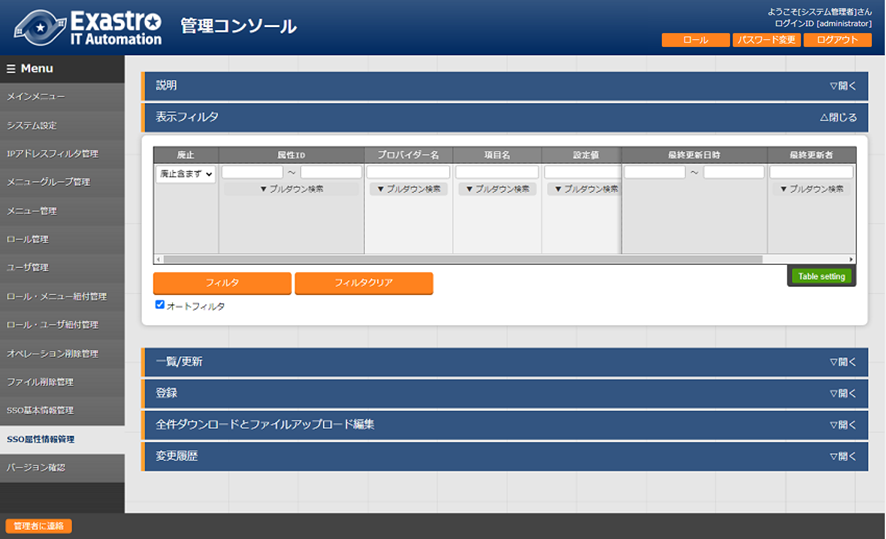 Exastro
IT Automation
管理コンソール
ようこそ[システム管理者]さん
ログインID [administrator]
ロール
パスワード変更
ログアウト
☰ Menu
メインメニュー
システム設定
IPアドレスフィルタ管理
メニューグループ管理
メニュー管理
ロール管理
ユーザ管理
ロール・メニュー紐付管理
ロール・ユーザ紐付管理
オペレーション削除管理
ファイル削除管理
SSO基本情報管理
SSO属性情報管理
バージョン確認
説明 ▽開く
表示フィルタ △閉じる
廃止 属性ID プロバイダー名 項目名 設定値 最終更新日時 最終更新者
廃止含まず ～ ～
▼ プルダウン検索 ▼ プルダウン検索 ▼ プルダウン検索 ▼ プルダウン検索 ▼ プルダウン検索
フィルタ フィルタクリア
Table setting
オートフィルタ
一覧/更新 ▽開く
登録 ▽開く
全件ダウンロードとファイルアップロード編集 ▽開く
変更履歴 ▽開く
管理者に連絡